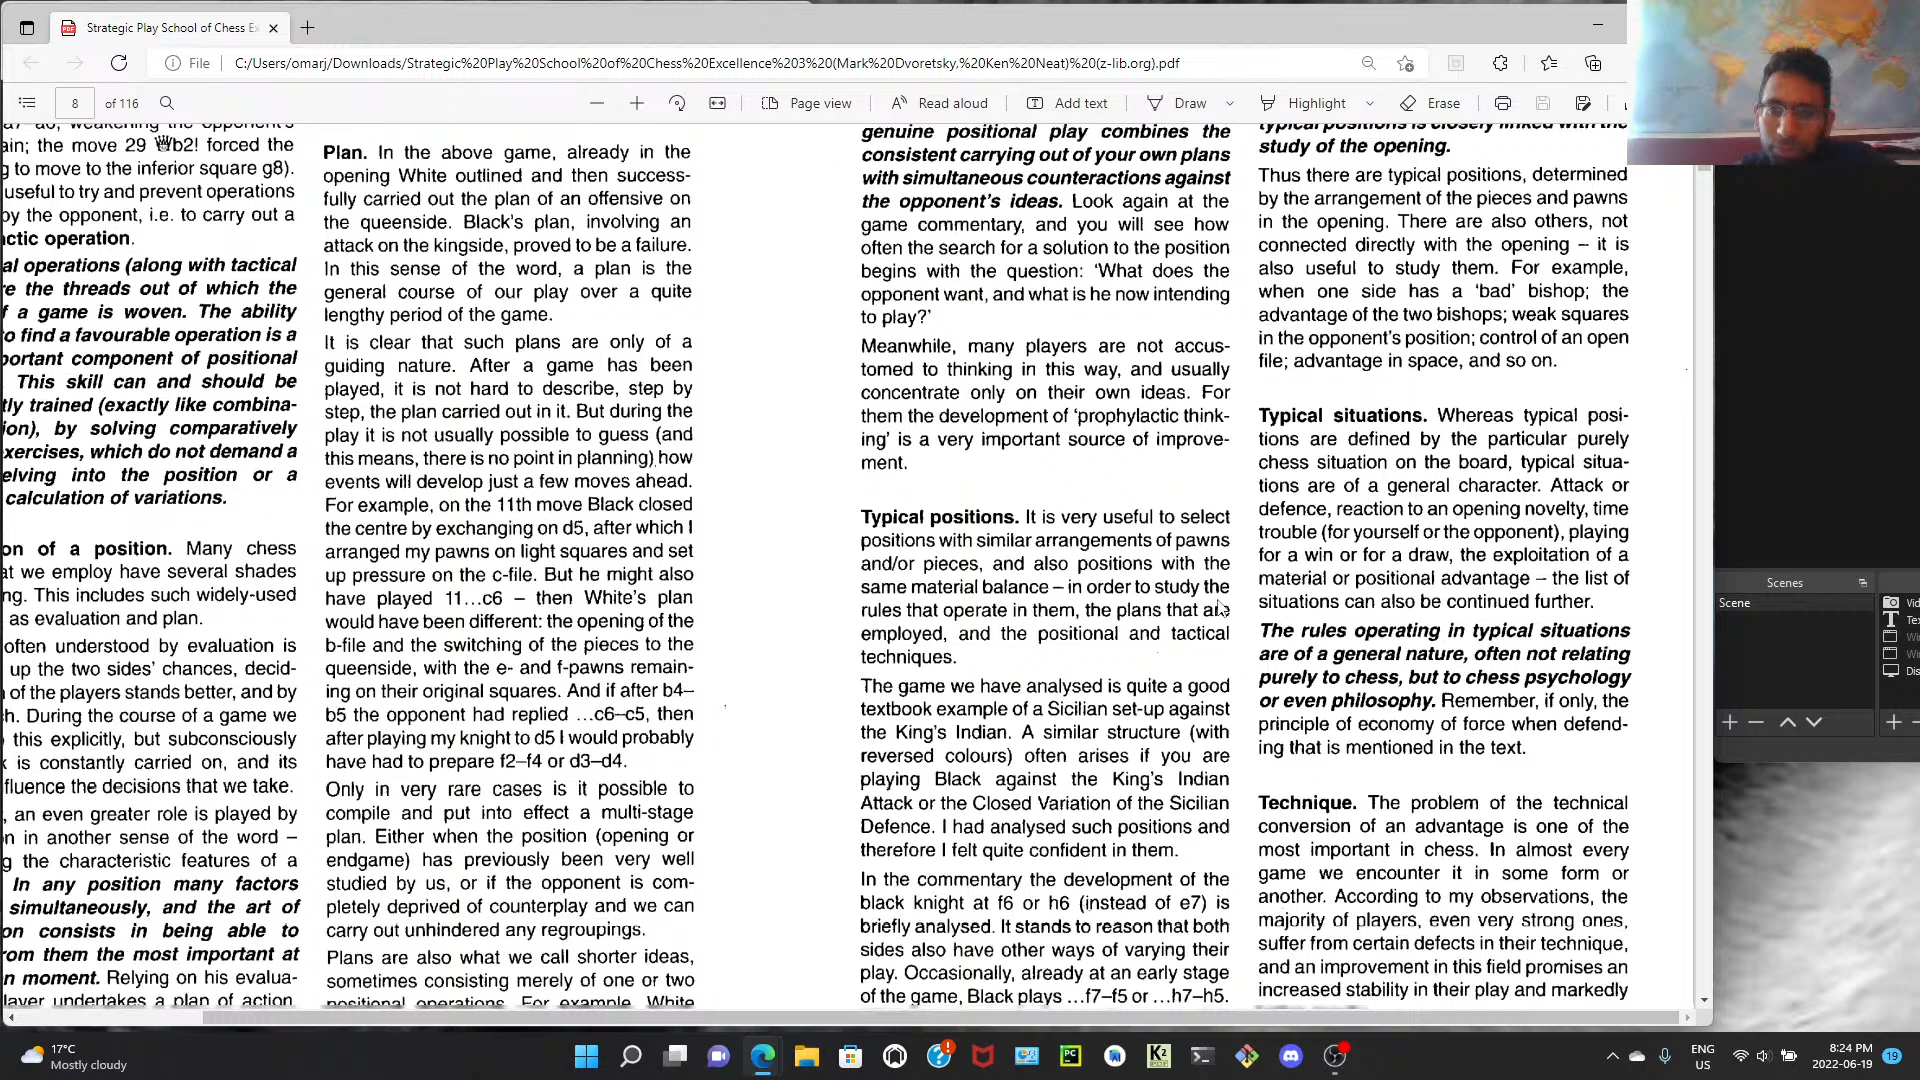 Strategic Play School of Chess Ex
File
C:/Users/omarj/Downloads/Strategic%20Play%20School%20of%20Chess%20Excellence%203%20(Mark%20Dvoretsky,%20Ken%20Neat)%20(z-lib.org).pdf
8
of 116
Page view
Read aloud
Add text
Draw
Highlight
Erase
a7-a6, weakening the opponent's
ain; the move 29 ♕b2! forced the
g to move to the inferior square g8).
useful to try and prevent operations
by the opponent, i.e. to carry out a
actic operation.
al operations (along with tactical
re the threads out of which the
f a game is woven. The ability
o find a favourable operation is a
portant component of positional
This skill can and should be
tly trained (exactly like combina-
ion), by solving comparatively
exercises, which do not demand a
elving into the position or a
calculation of variations.
on of a position. Many chess
at we employ have several shades
ng. This includes such widely-used
as evaluation and plan.
often understood by evaluation is
up the two sides' chances, decid-
of the players stands better, and by
h. During the course of a game we
this explicitly, but subconsciously
k is constantly carried on, and its
fluence the decisions that we take.
, an even greater role is played by
n in another sense of the word –
g the characteristic features of a
In any position many factors
simultaneously, and the art of
on consists in being able to
rom them the most important at
n moment. Relying on his evalua-
layer undertakes a plan of action,
Plan. In the above game, already in the
opening White outlined and then success-
fully carried out the plan of an offensive on
the queenside. Black's plan, involving an
attack on the kingside, proved to be a failure.
In this sense of the word, a plan is the
general course of our play over a quite
lengthy period of the game.
It is clear that such plans are only of a
guiding nature. After a game has been
played, it is not hard to describe, step by
step, the plan carried out in it. But during the
play it is not usually possible to guess (and
this means, there is no point in planning) how
events will develop just a few moves ahead.
For example, on the 11th move Black closed
the centre by exchanging on d5, after which I
arranged my pawns on light squares and set
up pressure on the c-file. But he might also
have played 11...c6 – then White's plan
would have been different: the opening of the
b-file and the switching of the pieces to the
queenside, with the e- and f-pawns remain-
ing on their original squares. And if after b4–
b5 the opponent had replied ...c6–c5, then
after playing my knight to d5 I would probably
have had to prepare f2–f4 or d3–d4.
Only in very rare cases is it possible to
compile and put into effect a multi-stage
plan. Either when the position (opening or
endgame) has previously been very well
studied by us, or if the opponent is com-
pletely deprived of counterplay and we can
carry out unhindered any regroupings.
Plans are also what we call shorter ideas,
sometimes consisting merely of one or two
positional operations. For example, White
genuine positional play combines the
consistent carrying out of your own plans
with simultaneous counteractions against
the opponent's ideas. Look again at the
game commentary, and you will see how
often the search for a solution to the position
begins with the question: 'What does the
opponent want, and what is he now intending
to play?'
Meanwhile, many players are not accus-
tomed to thinking in this way, and usually
concentrate only on their own ideas. For
them the development of 'prophylactic think-
ing' is a very important source of improve-
ment.
Typical positions. It is very useful to select
positions with similar arrangements of pawns
and/or pieces, and also positions with the
same material balance – in order to study the
rules that operate in them, the plans that are
employed, and the positional and tactical
techniques.
The game we have analysed is quite a good
textbook example of a Sicilian set-up against
the King's Indian. A similar structure (with
reversed colours) often arises if you are
playing Black against the King's Indian
Attack or the Closed Variation of the Sicilian
Defence. I had analysed such positions and
therefore I felt quite confident in them.
In the commentary the development of the
black knight at f6 or h6 (instead of e7) is
briefly analysed. It stands to reason that both
sides also have other ways of varying their
play. Occasionally, already at an early stage
of the game, Black plays ...f7–f5 or ...h7–h5.
typical positions is closely linked with the
study of the opening.
Thus there are typical positions, determined
by the arrangement of the pieces and pawns
in the opening. There are also others, not
connected directly with the opening – it is
also useful to study them. For example,
when one side has a 'bad' bishop; the
advantage of the two bishops; weak squares
in the opponent's position; control of an open
file; advantage in space, and so on.
Typical situations. Whereas typical posi-
tions are defined by the particular purely
chess situation on the board, typical situa-
tions are of a general character. Attack or
defence, reaction to an opening novelty, time
trouble (for yourself or the opponent), playing
for a win or for a draw, the exploitation of a
material or positional advantage – the list of
situations can also be continued further.
The rules operating in typical situations
are of a general nature, often not relating
purely to chess, but to chess psychology
or even philosophy. Remember, if only, the
principle of economy of force when defend-
ing that is mentioned in the text.
Technique. The problem of the technical
conversion of an advantage is one of the
most important in chess. In almost every
game we encounter it in some form or
another. According to my observations, the
majority of players, even very strong ones,
suffer from certain defects in their technique,
and an improvement in this field promises an
increased stability in their play and markedly
Scenes
Scene
Vid
Tex
Wi
Wi
Dis
17°C
Mostly cloudy
ENG
US
8:24 PM
2022-06-19
19